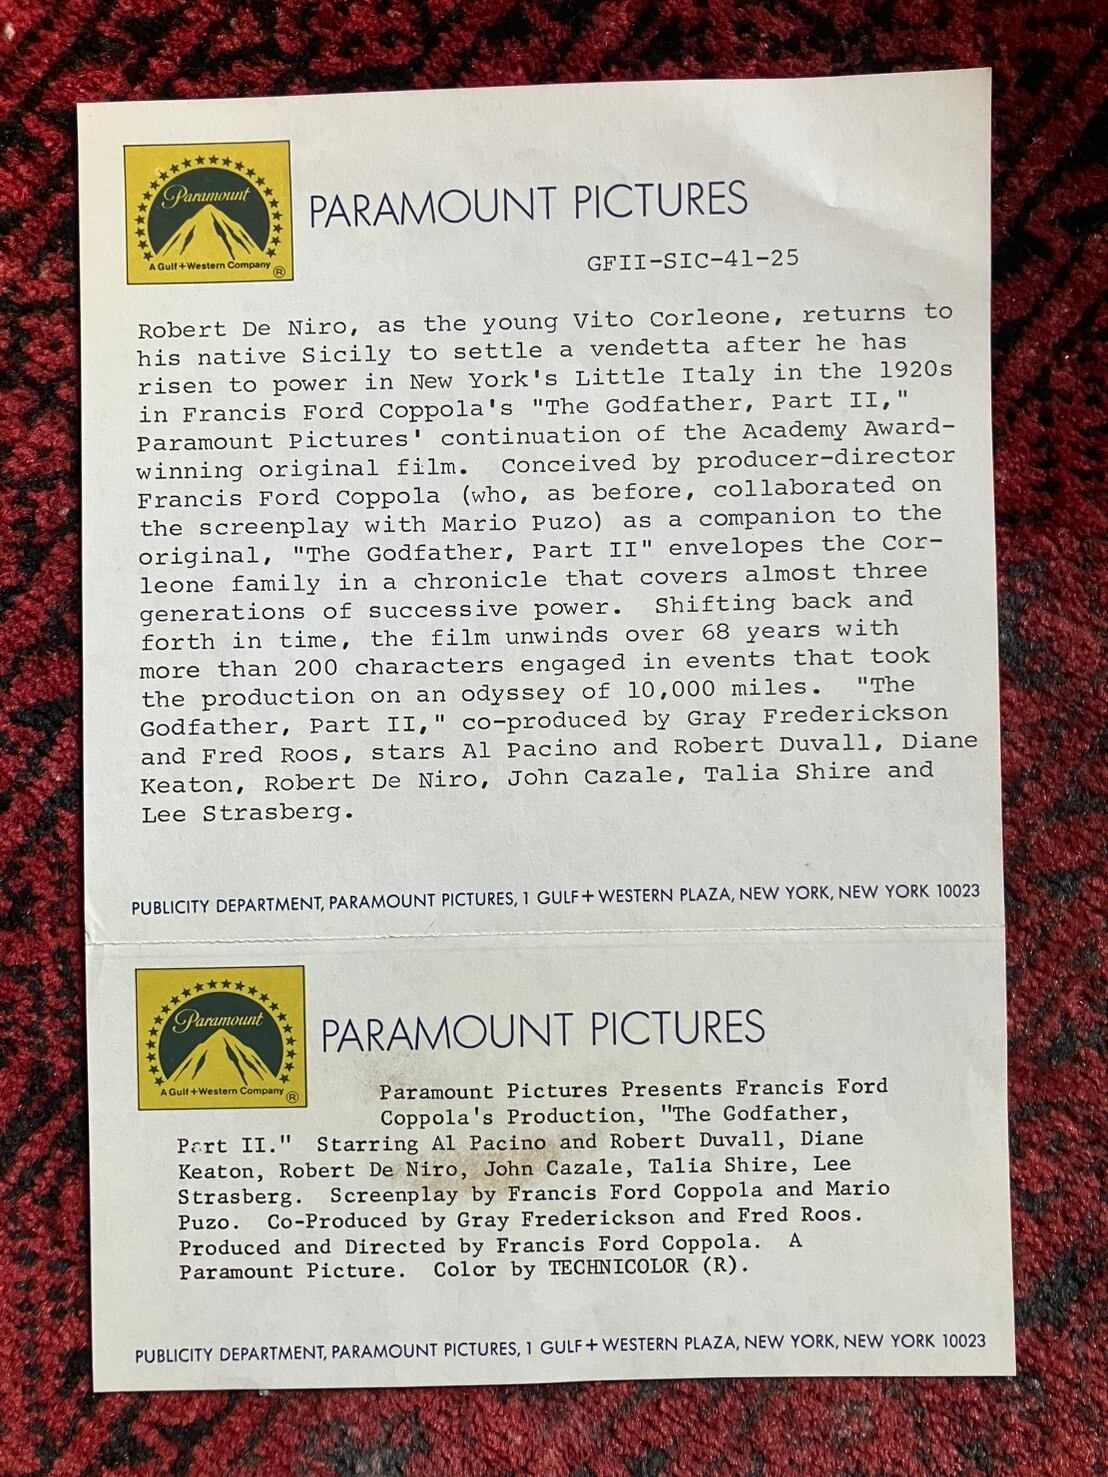 Paramount
A Gulf+Western Company ®
PARAMOUNT PICTURES
GFII-SIC-41-25
Robert De Niro, as the young Vito Corleone, returns to
his native Sicily to settle a vendetta after he has
risen to power in New York's Little Italy in the 1920s
in Francis Ford Coppola's "The Godfather, Part II,"
Paramount Pictures' continuation of the Academy Award-
winning original film. Conceived by producer-director
Francis Ford Coppola (who, as before, collaborated on
the screenplay with Mario Puzo) as a companion to the
original, "The Godfather, Part II" envelopes the Cor-
leone family in a chronicle that covers almost three
generations of successive power. Shifting back and
forth in time, the film unwinds over 68 years with
more than 200 characters engaged in events that took
the production on an odyssey of 10,000 miles. "The
Godfather, Part II," co-produced by Gray Frederickson
and Fred Roos, stars Al Pacino and Robert Duvall, Diane
Keaton, Robert De Niro, John Cazale, Talia Shire and
Lee Strasberg.
PUBLICITY DEPARTMENT, PARAMOUNT PICTURES, 1 GULF+WESTERN PLAZA, NEW YORK, NEW YORK 10023
Paramount
A Gulf+Western Company ®
PARAMOUNT PICTURES
Paramount Pictures Presents Francis Ford
Coppola's Production, "The Godfather,
Part II." Starring Al Pacino and Robert Duvall, Diane
Keaton, Robert De Niro, John Cazale, Talia Shire, Lee
Strasberg. Screenplay by Francis Ford Coppola and Mario
Puzo. Co-Produced by Gray Frederickson and Fred Roos.
Produced and Directed by Francis Ford Coppola. A
Paramount Picture. Color by TECHNICOLOR (R).
PUBLICITY DEPARTMENT, PARAMOUNT PICTURES, 1 GULF+WESTERN PLAZA, NEW YORK, NEW YORK 10023